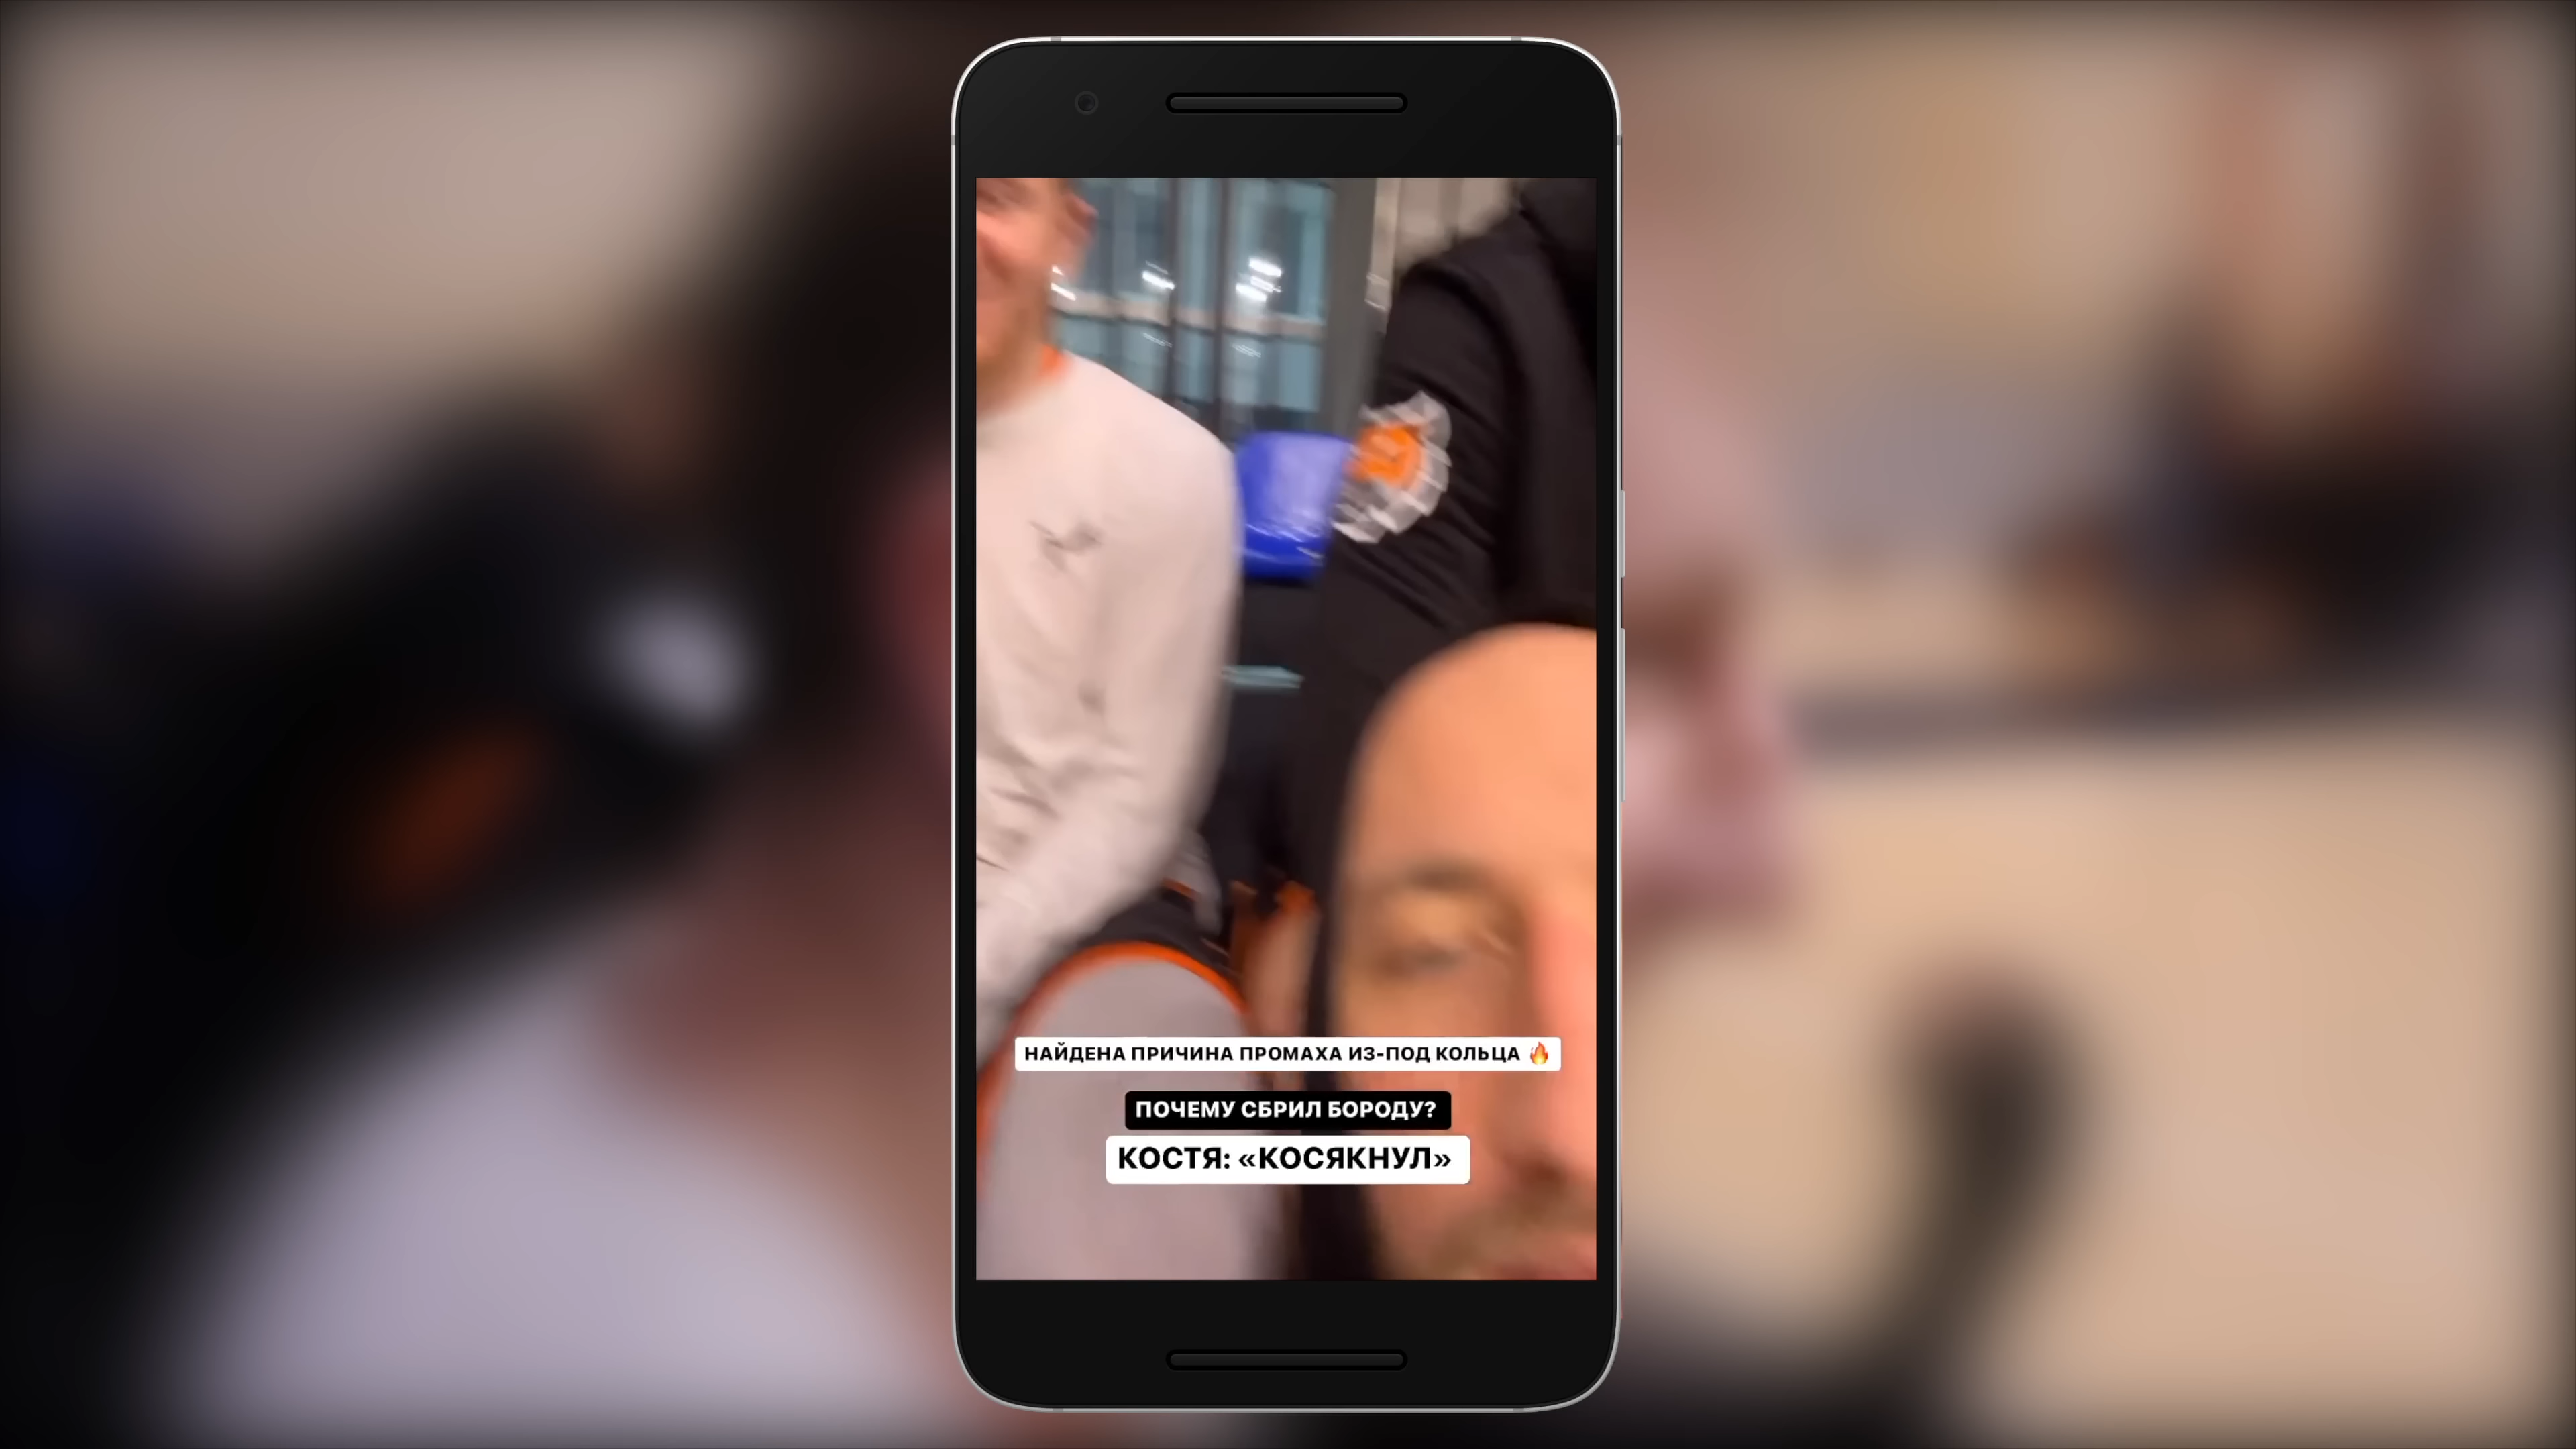 НАЙДЕНА ПРИЧИНА ПРОМАХА ИЗ-ПОД КОЛЬЦА 🔥
ПОЧЕМУ СБРИЛ БОРОДУ?
КОСТЯ: «КОСЯКНУЛ»